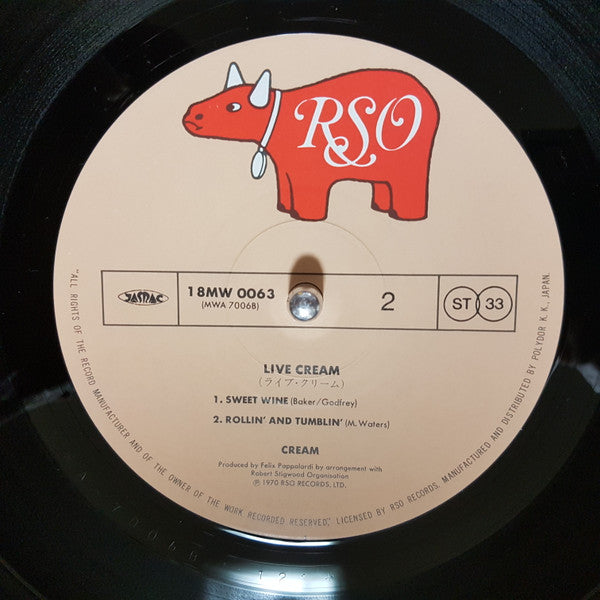 RSO
JASRAC
18MW 0063
(MWA 7006B)
2
ST 33
LIVE CREAM
(ライブ・クリーム)
1. SWEET WINE (Baker/Godfrey)
2. ROLLIN' AND TUMBLIN' (M. Waters)
CREAM
Produced by Felix Pappalardi by arrangement with
Robert Stigwood Organisation
℗ 1970 RSO RECORDS, LTD.
"ALL RIGHTS OF THE RECORD MANUFACTURER AND OF THE OWNER OF THE WORK RECORDED RESERVED," LICENSED BY RSO RECORDS. MANUFACTURED AND DISTRIBUTED BY POLYDOR K. K., JAPAN.